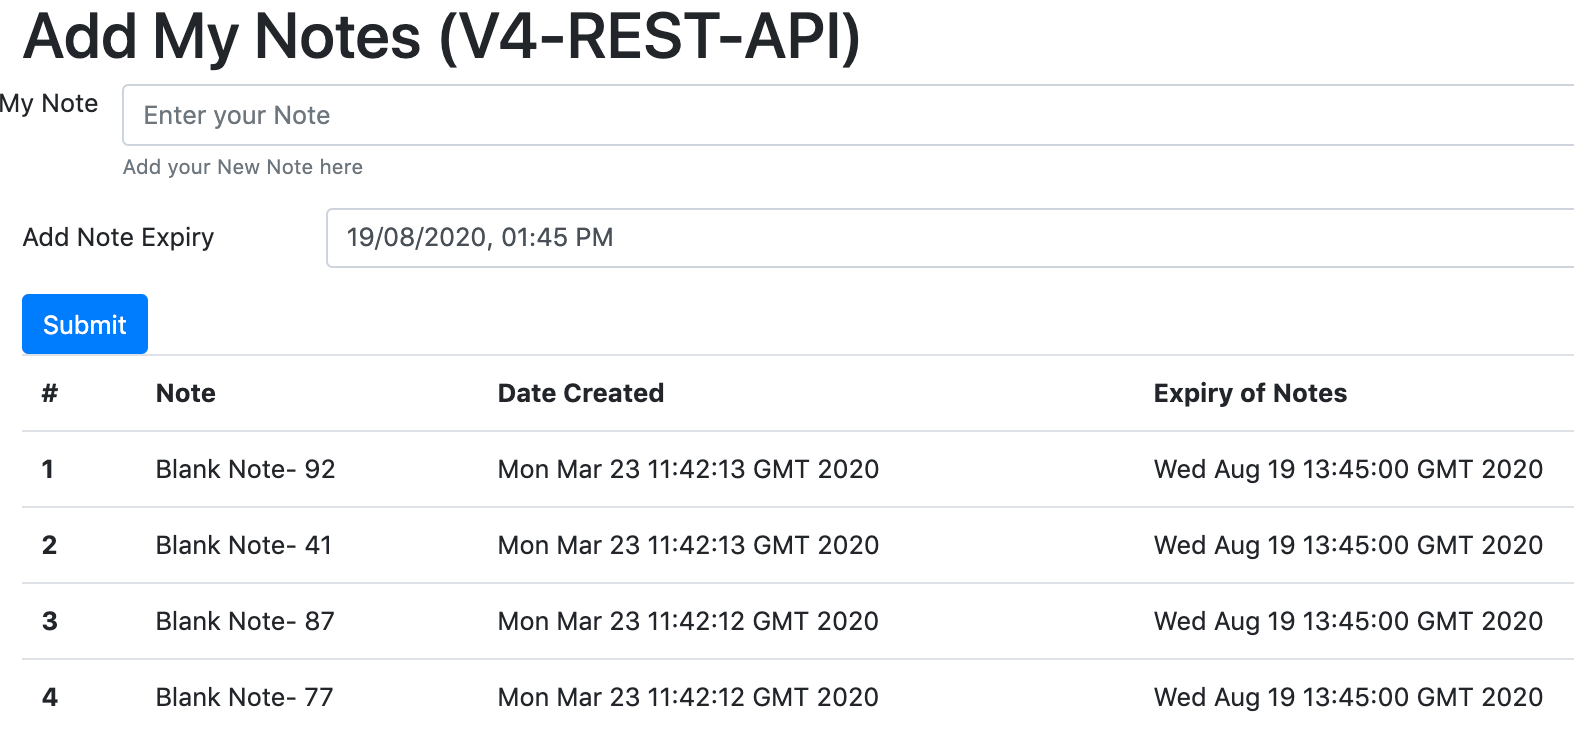 Add My Notes (V4-REST-API)
My Note Enter your Note
Add your New Note here
Add Note Expiry 19/08/2020, 01:45 PM
Submit
# Note Date Created Expiry of Notes
1 Blank Note- 92 Mon Mar 23 11:42:13 GMT 2020 Wed Aug 19 13:45:00 GMT 2020
2 Blank Note- 41 Mon Mar 23 11:42:13 GMT 2020 Wed Aug 19 13:45:00 GMT 2020
3 Blank Note- 87 Mon Mar 23 11:42:12 GMT 2020 Wed Aug 19 13:45:00 GMT 2020
4 Blank Note- 77 Mon Mar 23 11:42:12 GMT 2020 Wed Aug 19 13:45:00 GMT 2020